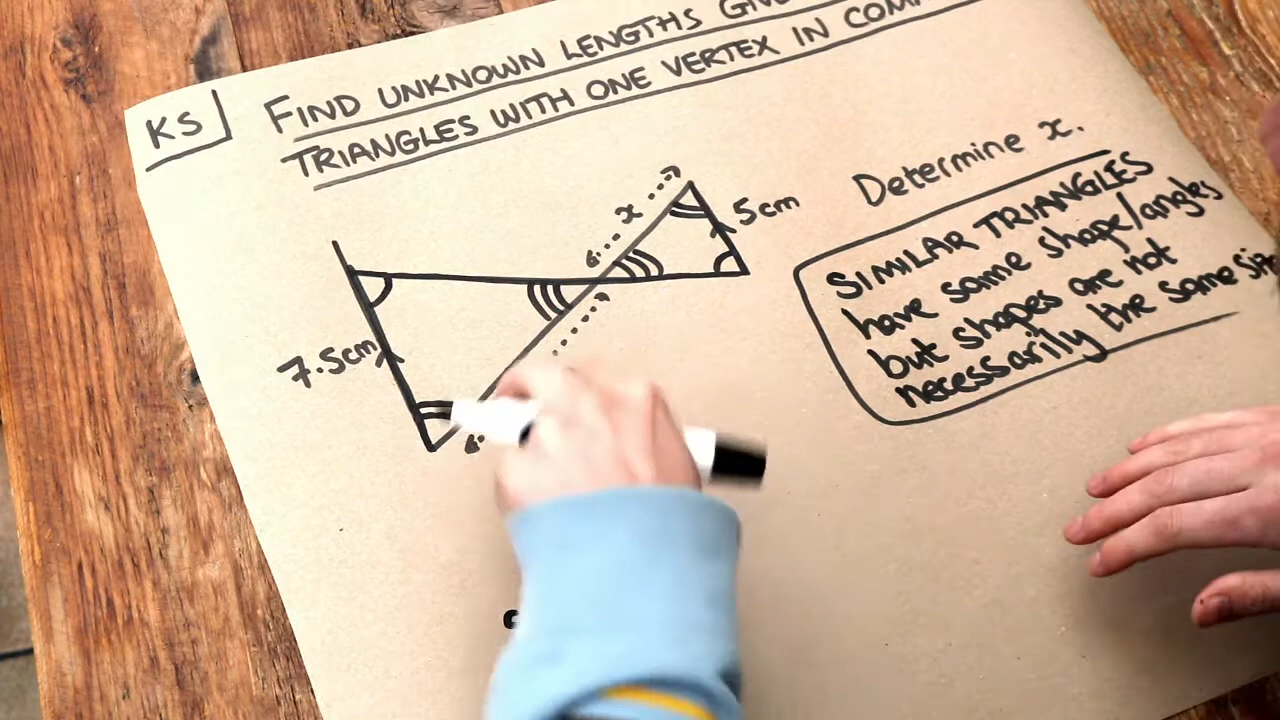 KS
FIND UNKNOWN LENGTHS
TRIANGLES WITH ONE VERTEX IN
Determine x.
x
5cm
7.5cm
SIMILAR TRIANGLES
have same shape/angles
but shapes are not
necessarily the same size